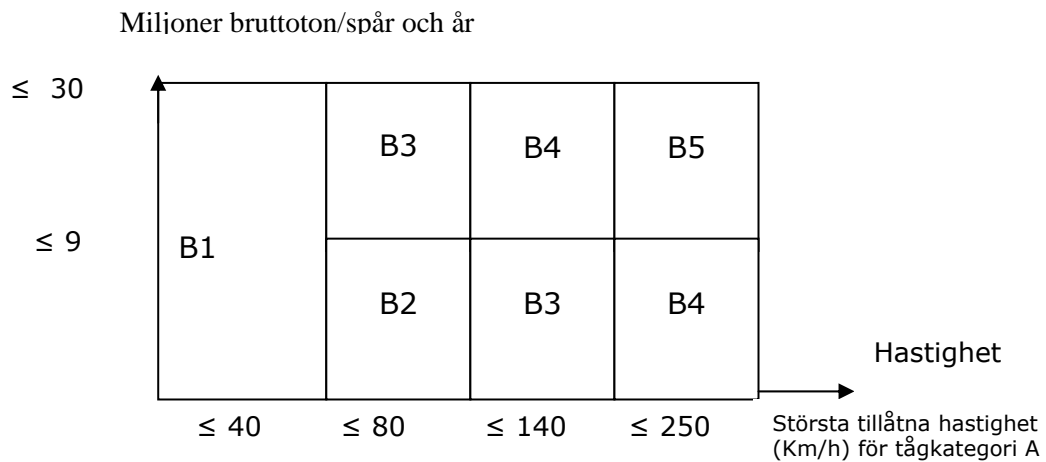 Miljoner bruttoton/spår och år
≤ 30
B3 B4 B5
≤ 9
B1
B2 B3 B4
Hastighet
≤ 40 ≤ 80 ≤ 140 ≤ 250
Största tillåtna hastighet
(Km/h) för tågkategori A